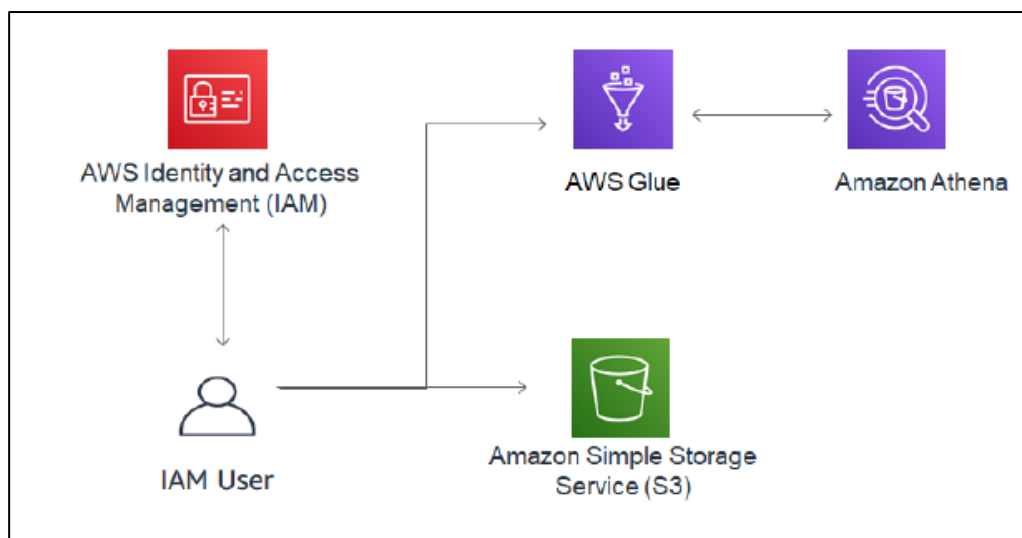 AWS Identity and Access
Management (IAM)
AWS Glue
Amazon Athena
IAM User
Amazon Simple Storage
Service (S3)